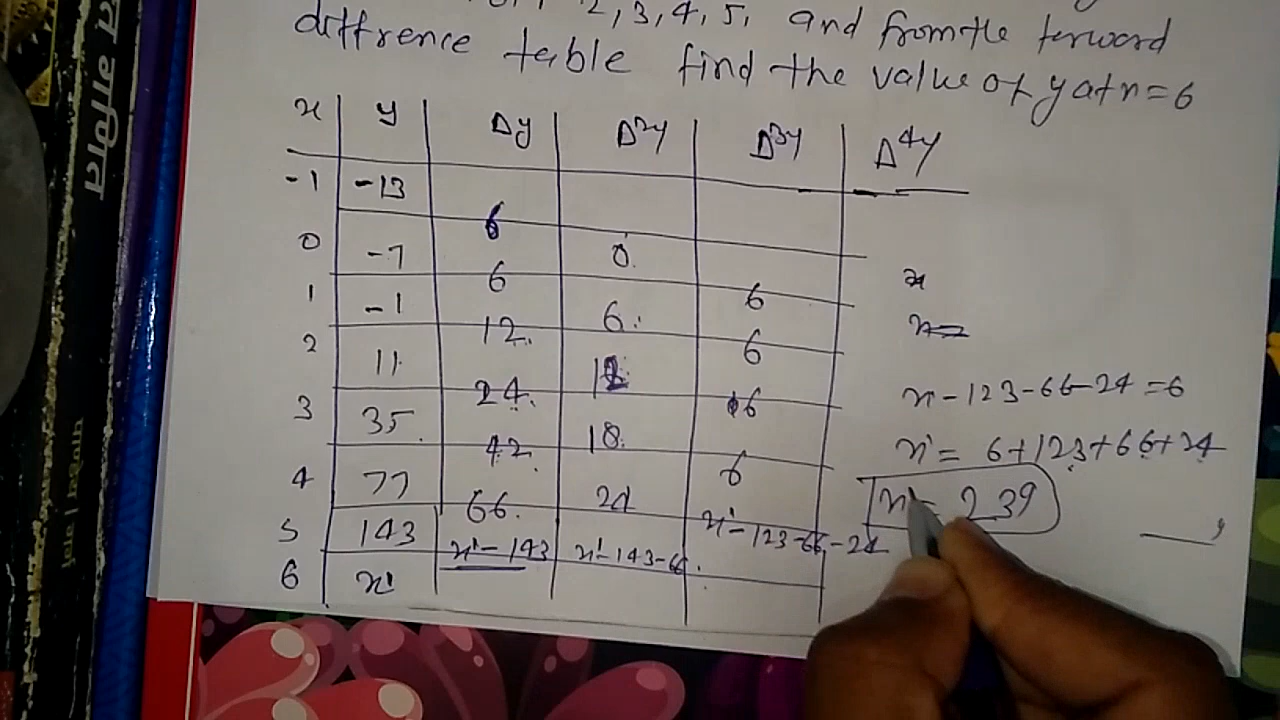 2, 3, 4, 5, and from the forword
diffrence table find the value of y at x=6
x y Δy Δ²y Δ³y Δ⁴y
-1 -13
6
0 -7 0
6 6
1 -1 6
12 6
2 11 12
24 6
3 35 18
42 6
4 77 24
66 x'-123-66-24
5 143 x'-143-66
x'-143
6 x'
x
x=
x-123-66-24=6
x'= 6+123+66+24
x'= 239